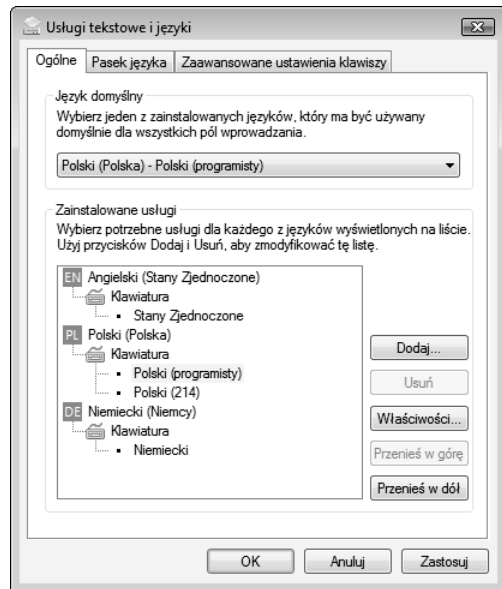 Usługi tekstowe i języki
Ogólne Pasek języka Zaawansowane ustawienia klawiszy
Język domyślny
Wybierz jeden z zainstalowanych języków, który ma być używany
domyślnie dla wszystkich pól wprowadzania.
Polski (Polska) - Polski (programisty)
Zainstalowane usługi
Wybierz potrzebne usługi dla każdego z języków wyświetlonych na liście.
Użyj przycisków Dodaj i Usuń, aby zmodyfikować tę listę.
EN Angielski (Stany Zjednoczone)
Klawiatura
Stany Zjednoczone
PL Polski (Polska)
Klawiatura
Polski (programisty)
Polski (214)
DE Niemiecki (Niemcy)
Klawiatura
Niemiecki
Dodaj...
Usuń
Właściwości...
Przenieś w górę
Przenieś w dół
OK Anuluj Zastosuj